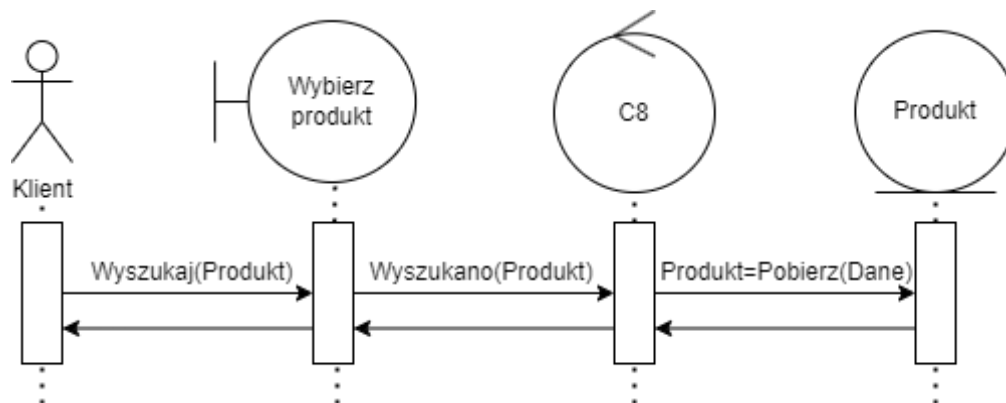 Wybierz
produkt
C8
Produkt
Klient
Wyszukaj(Produkt)
Wyszukano(Produkt)
Produkt=Pobierz(Dane)